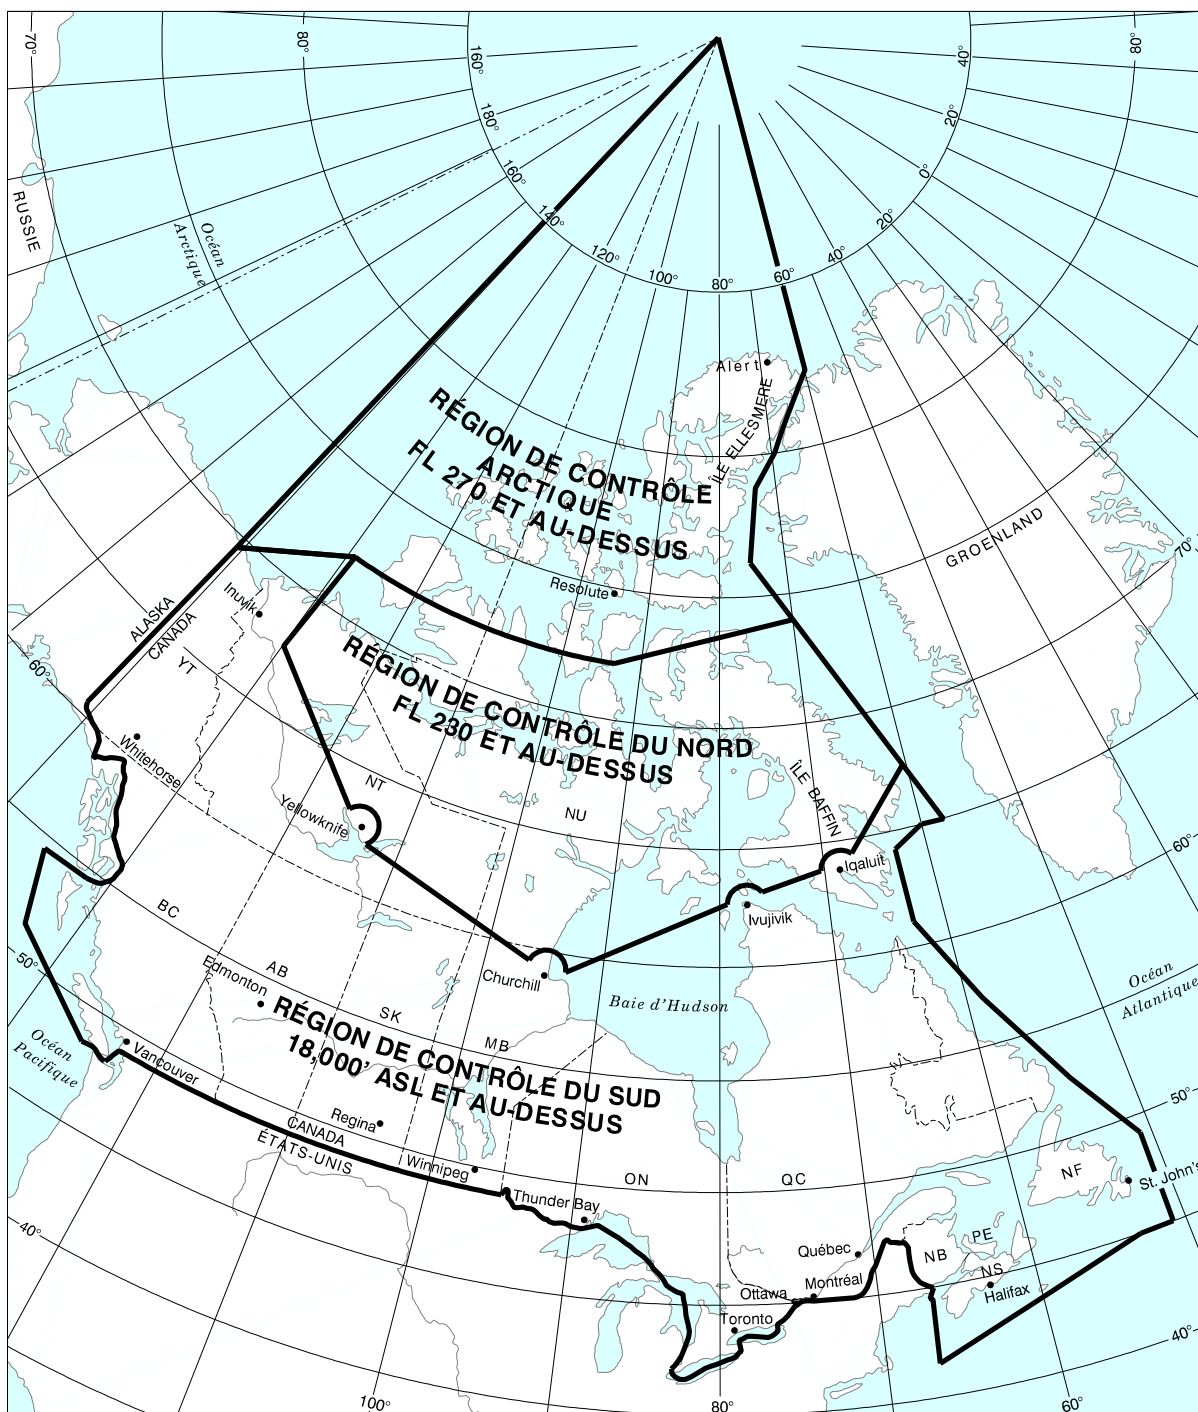 70°
80°
160°
180°
160°
140°
120°
100°
80°
60°
40°
20°
0°
20°
40°
80°
RUSSIE
Océan
Arctique
Alert
ÎLE ELLESMERE
RÉGION DE CONTRÔLE
ARCTIQUE
FL 270 ET AU-DESSUS
GROENLAND
70°
Resolute
Inuvik
ALASKA
CANADA
YT
60°
RÉGION DE CONTRÔLE DU NORD
FL 230 ET AU-DESSUS
Whitehorse
NT
NU
ÎLE BAFFIN
Yellowknife
Iqaluit
60°
Ivujivik
BC
AB
Edmonton
SK
MB
Churchill
Baie d'Hudson
Océan
Atlantique
50°
Océan
Pacifique
Vancouver
RÉGION DE CONTRÔLE DU SUD
18,000' ASL ET AU-DESSUS
50°
Regina
CANADA
ÉTATS-UNIS
Winnipeg
Thunder Bay
ON
QC
NF
St. John's
40°
Québec
Montréal
Ottawa
Toronto
NB
PE
NS
Halifax
40°
100°
80°
60°